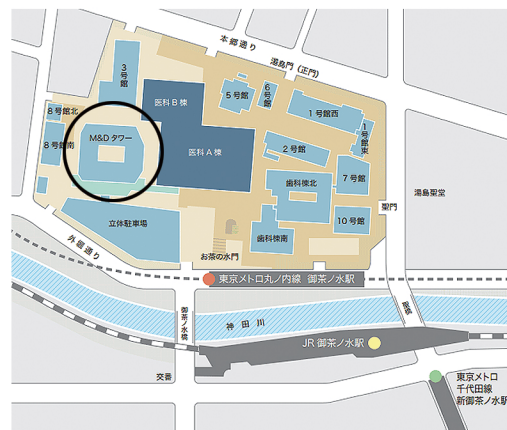 本郷通り
湯島門(正門)
3号館
医科B棟
5号館
6号館
1号館西
8号館北
M&Dタワー
8号館南
医科A棟
2号館
1号館東
7号館
歯科棟北
湯島聖堂
聖門
10号館
立体駐車場
外堀通り
お茶の水門
歯科棟南
東京メトロ丸ノ内線 御茶ノ水駅
御茶ノ水橋
神田川
聖橋
JR 御茶ノ水駅
交番
東京メトロ
千代田線
新御茶ノ水駅